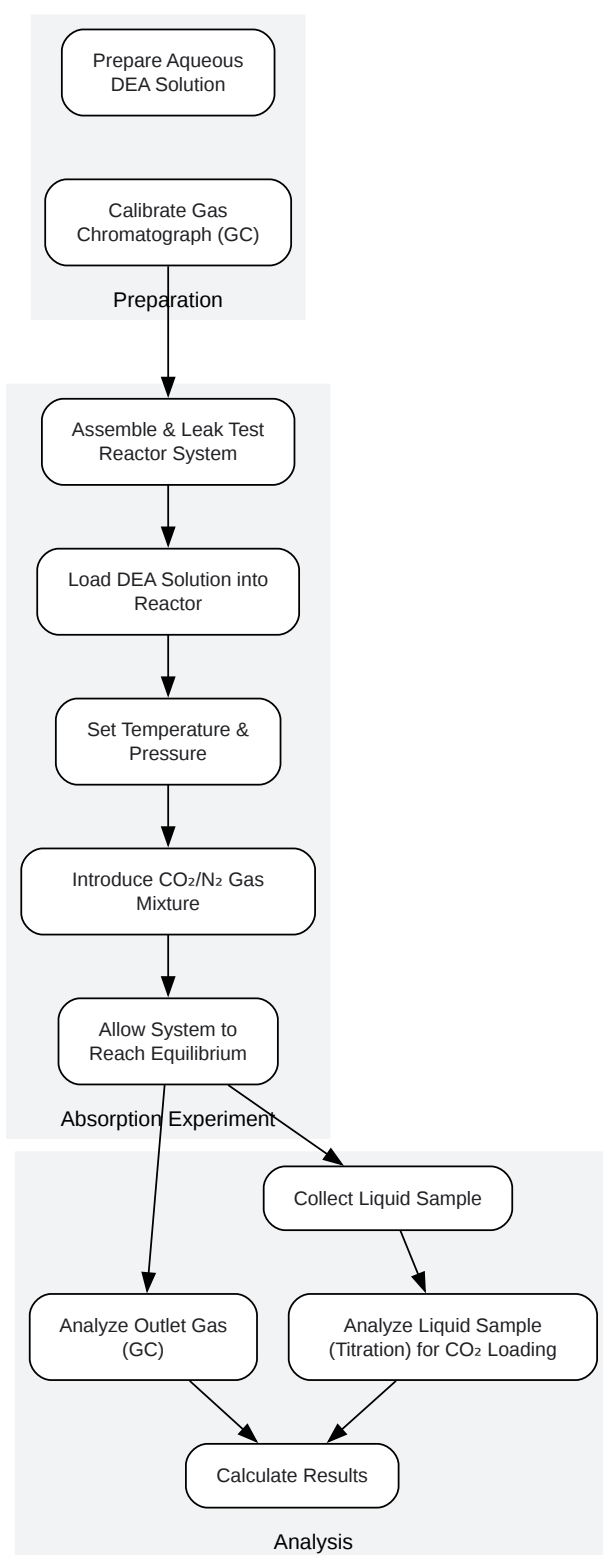 Prepare Aqueous
DEA Solution
Calibrate Gas
Chromatograph (GC)
Preparation
Assemble & Leak Test
Reactor System
Load DEA Solution into
Reactor
Set Temperature &
Pressure
Introduce CO₂/N₂ Gas
Mixture
Allow System to
Reach Equilibrium
Absorption Experiment
Collect Liquid Sample
Analyze Outlet Gas
(GC)
Analyze Liquid Sample
(Titration) for CO₂ Loading
Calculate Results
Analysis